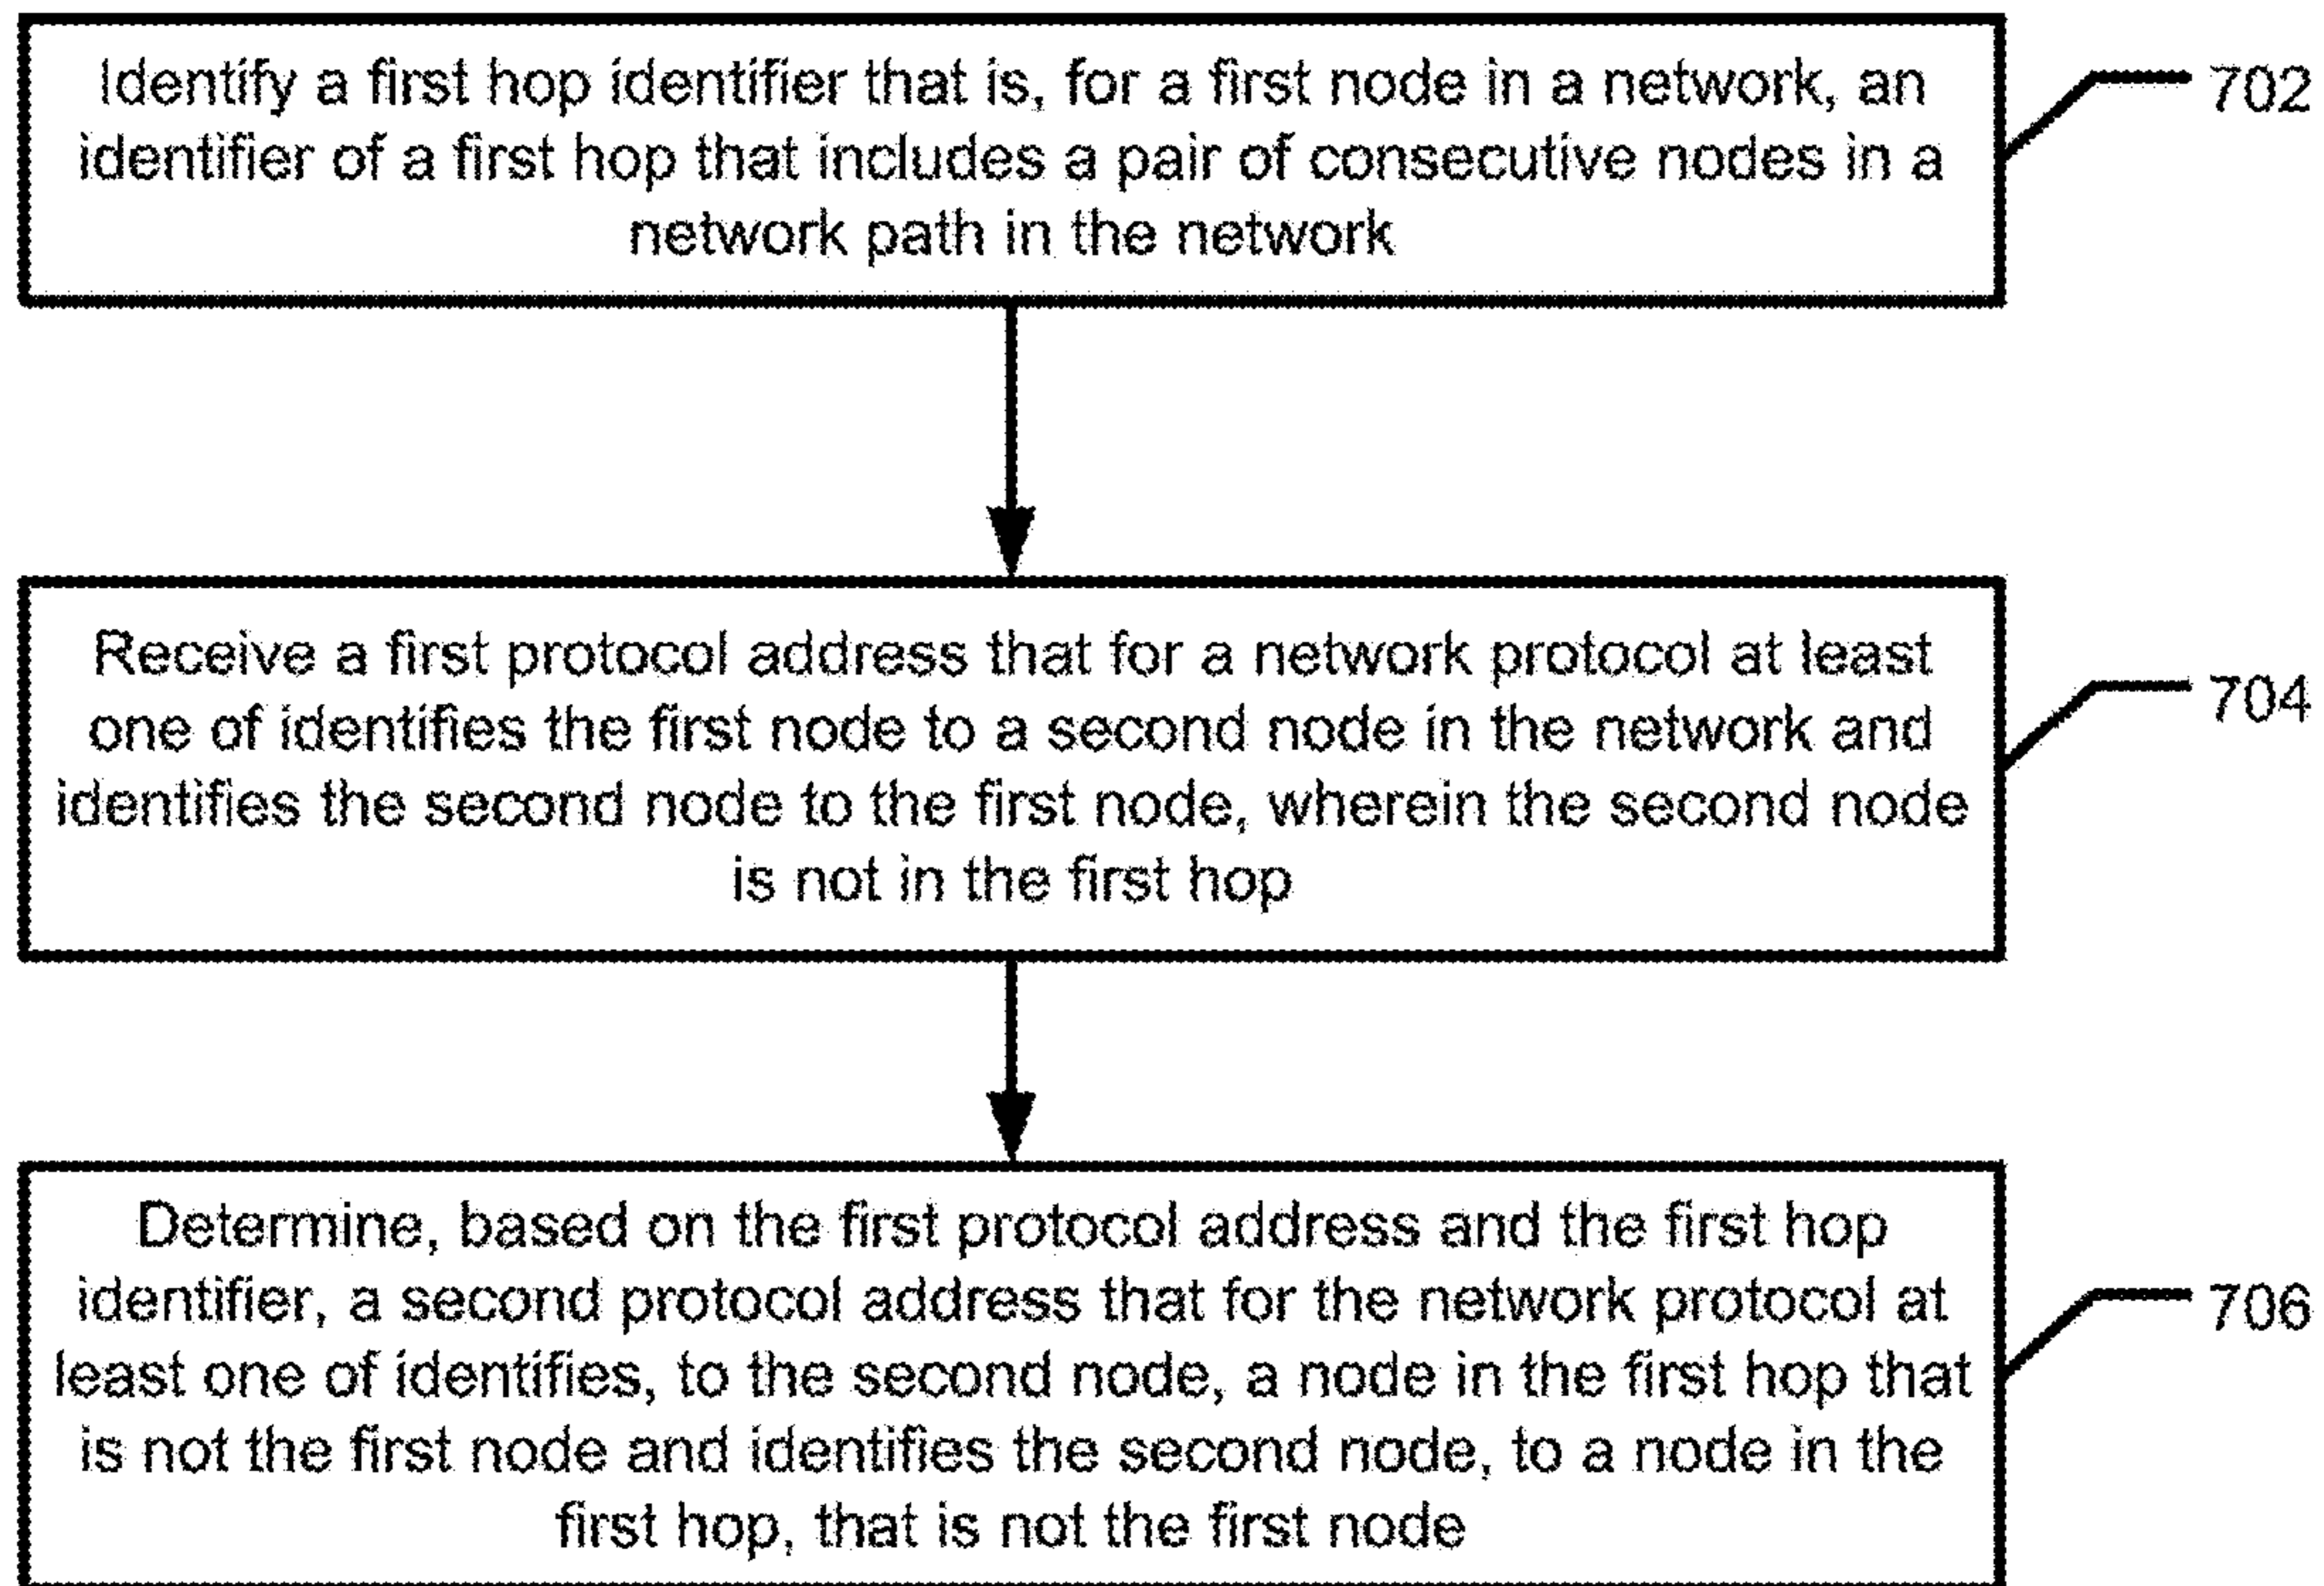 Identify a first hop identifier that is, for a first node in a network, an
identifier of a first hop that includes a pair of consecutive nodes in a
network path in the network
702
Receive a first protocol address that for a network protocol at least
one of identifies the first node to a second node in the network and
identifies the second node to the first node, wherein the second node
is not in the first hop
704
Determine, based on the first protocol address and the first hop
identifier, a second protocol address that for the network protocol at
least one of identifies, to the second node, a node in the first hop that
is not the first node and identifies the second node, to a node in the
first hop, that is not the first node
706